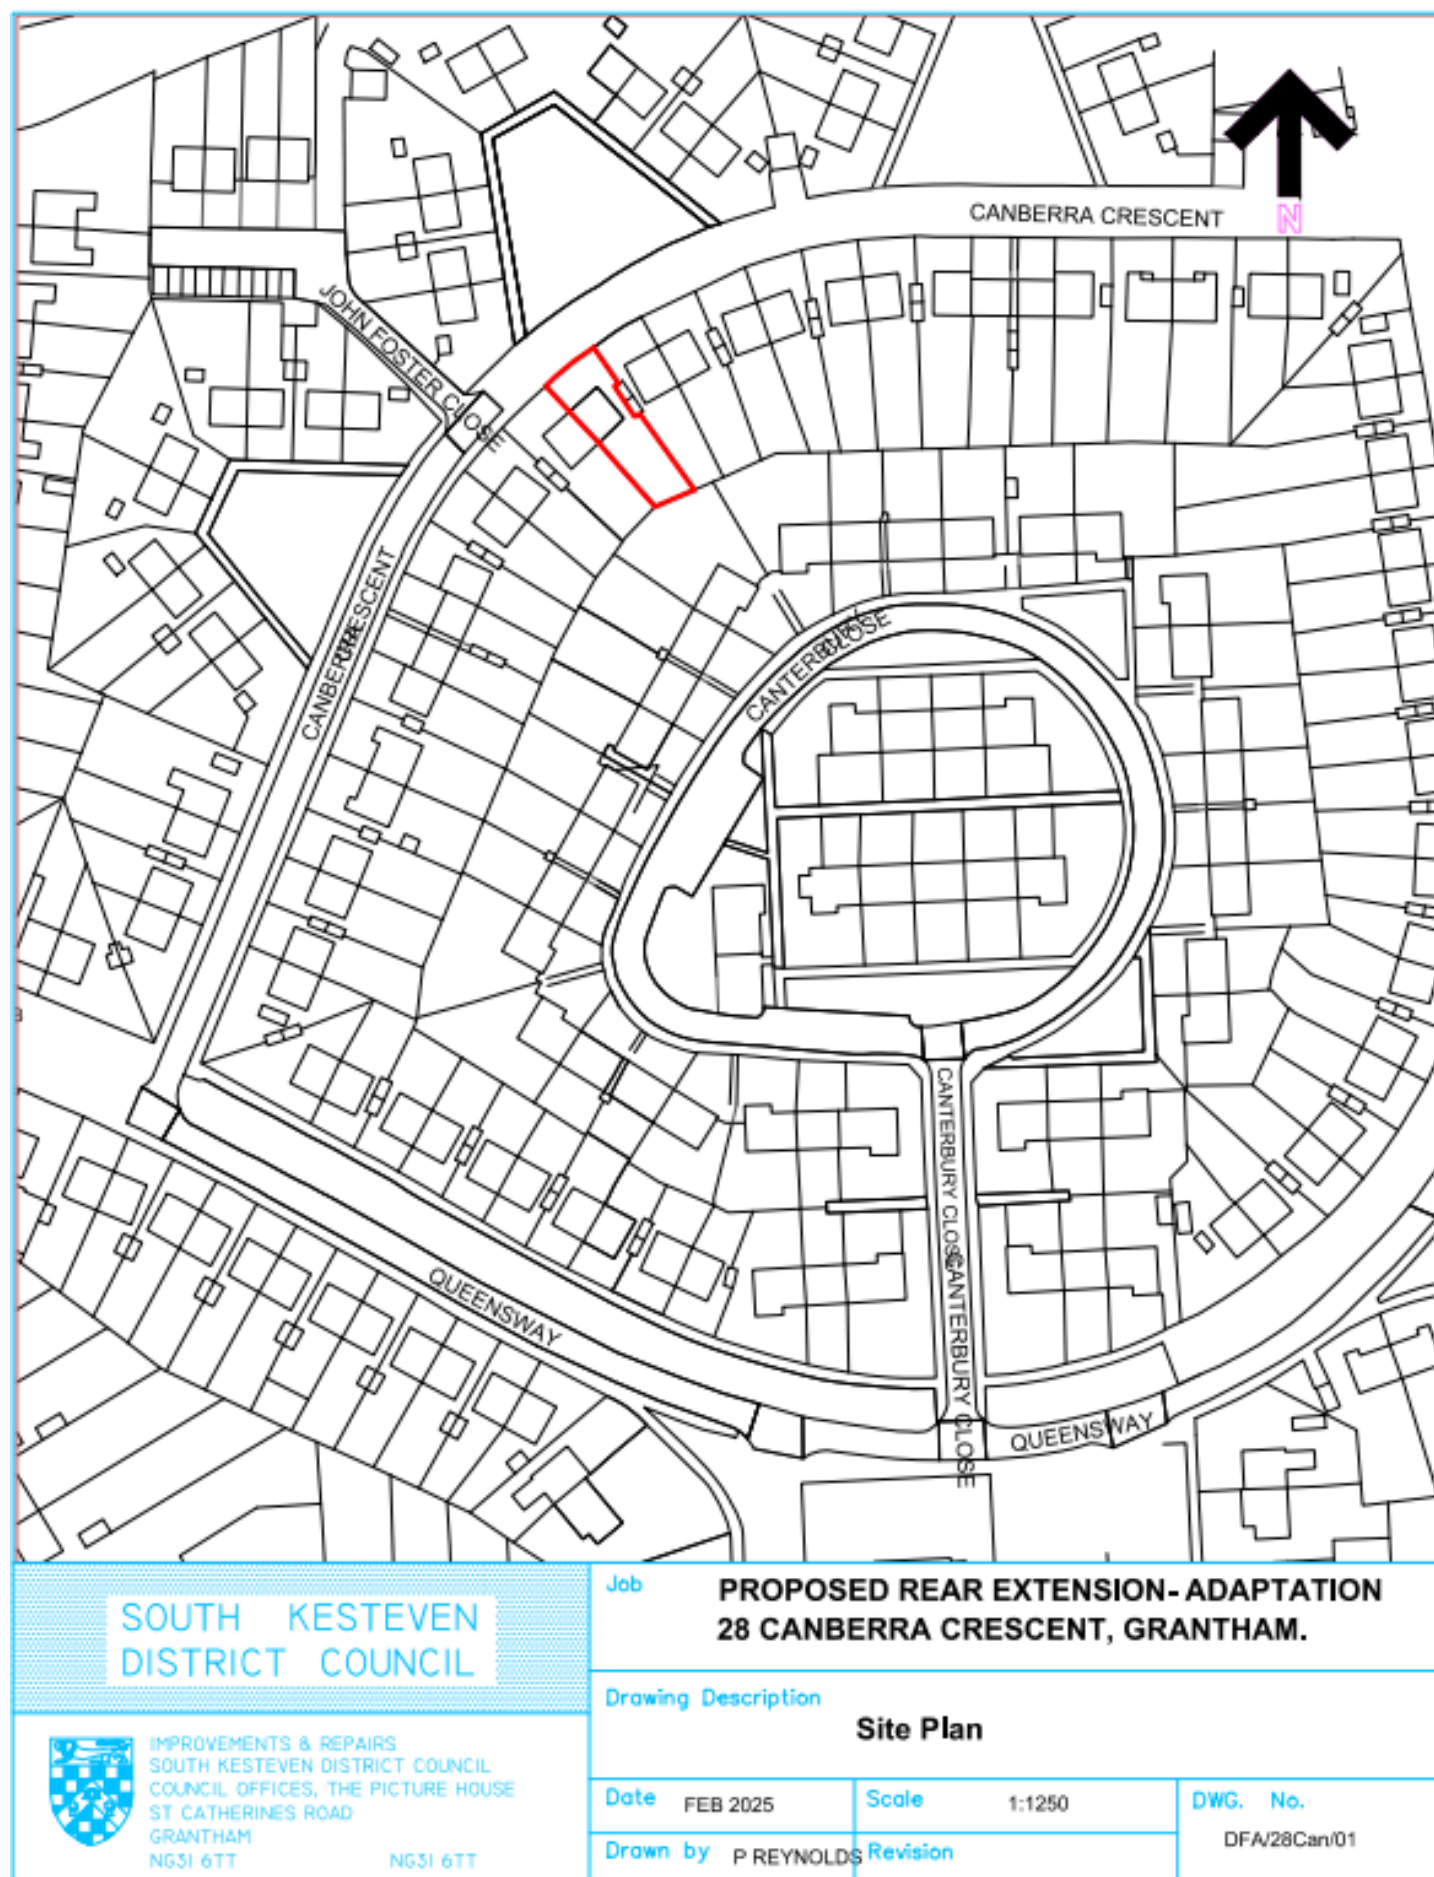 CANBERRA CRESCENT
N
JOHN FOSTER CLOSE
CANBERRA
CRESCENT
CANTERBURY
CLOSE
CANTERBURY CLOSE
CANTERBURY CLOSE
QUEENSWAY
QUEENSWAY
SOUTH KESTEVEN
DISTRICT COUNCIL
Job
PROPOSED REAR EXTENSION- ADAPTATION
28 CANBERRA CRESCENT, GRANTHAM.
Drawing Description
Site Plan
IMPROVEMENTS & REPAIRS
SOUTH KESTEVEN DISTRICT COUNCIL
COUNCIL OFFICES, THE PICTURE HOUSE
ST CATHERINES ROAD
GRANTHAM
NG31 6TT NG31 6TT
Date FEB 2025
Scale 1:1250
DWG. No.
DFA/28Can/01
Drawn by P REYNOLDS
Revision